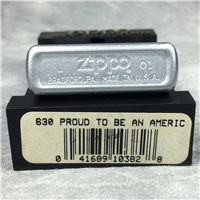 Zippo 01
BRADFORD, PA. MADE IN U.S.A.
630 PROUD TO BE AN AMERIC
0 41689 10382 8